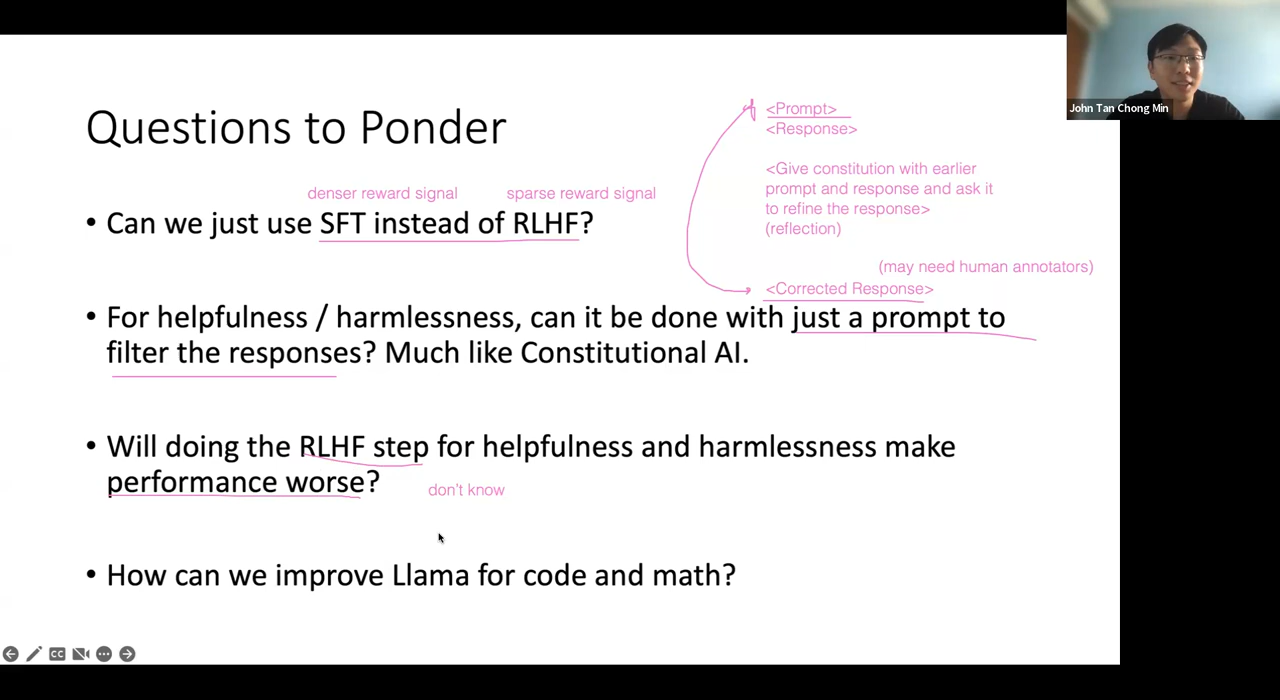 John Tan Chong Min
Questions to Ponder
<Prompt>
<Response>
<Give constitution with earlier
prompt and response and ask it
to refine the response>
(reflection)
(may need human annotators)
<Corrected Response>
denser reward signal
sparse reward signal
• Can we just use SFT instead of RLHF?
• For helpfulness / harmlessness, can it be done with just a prompt to
filter the responses? Much like Constitutional AI.
• Will doing the RLHF step for helpfulness and harmlessness make
performance worse?
don't know
• How can we improve Llama for code and math?
CC